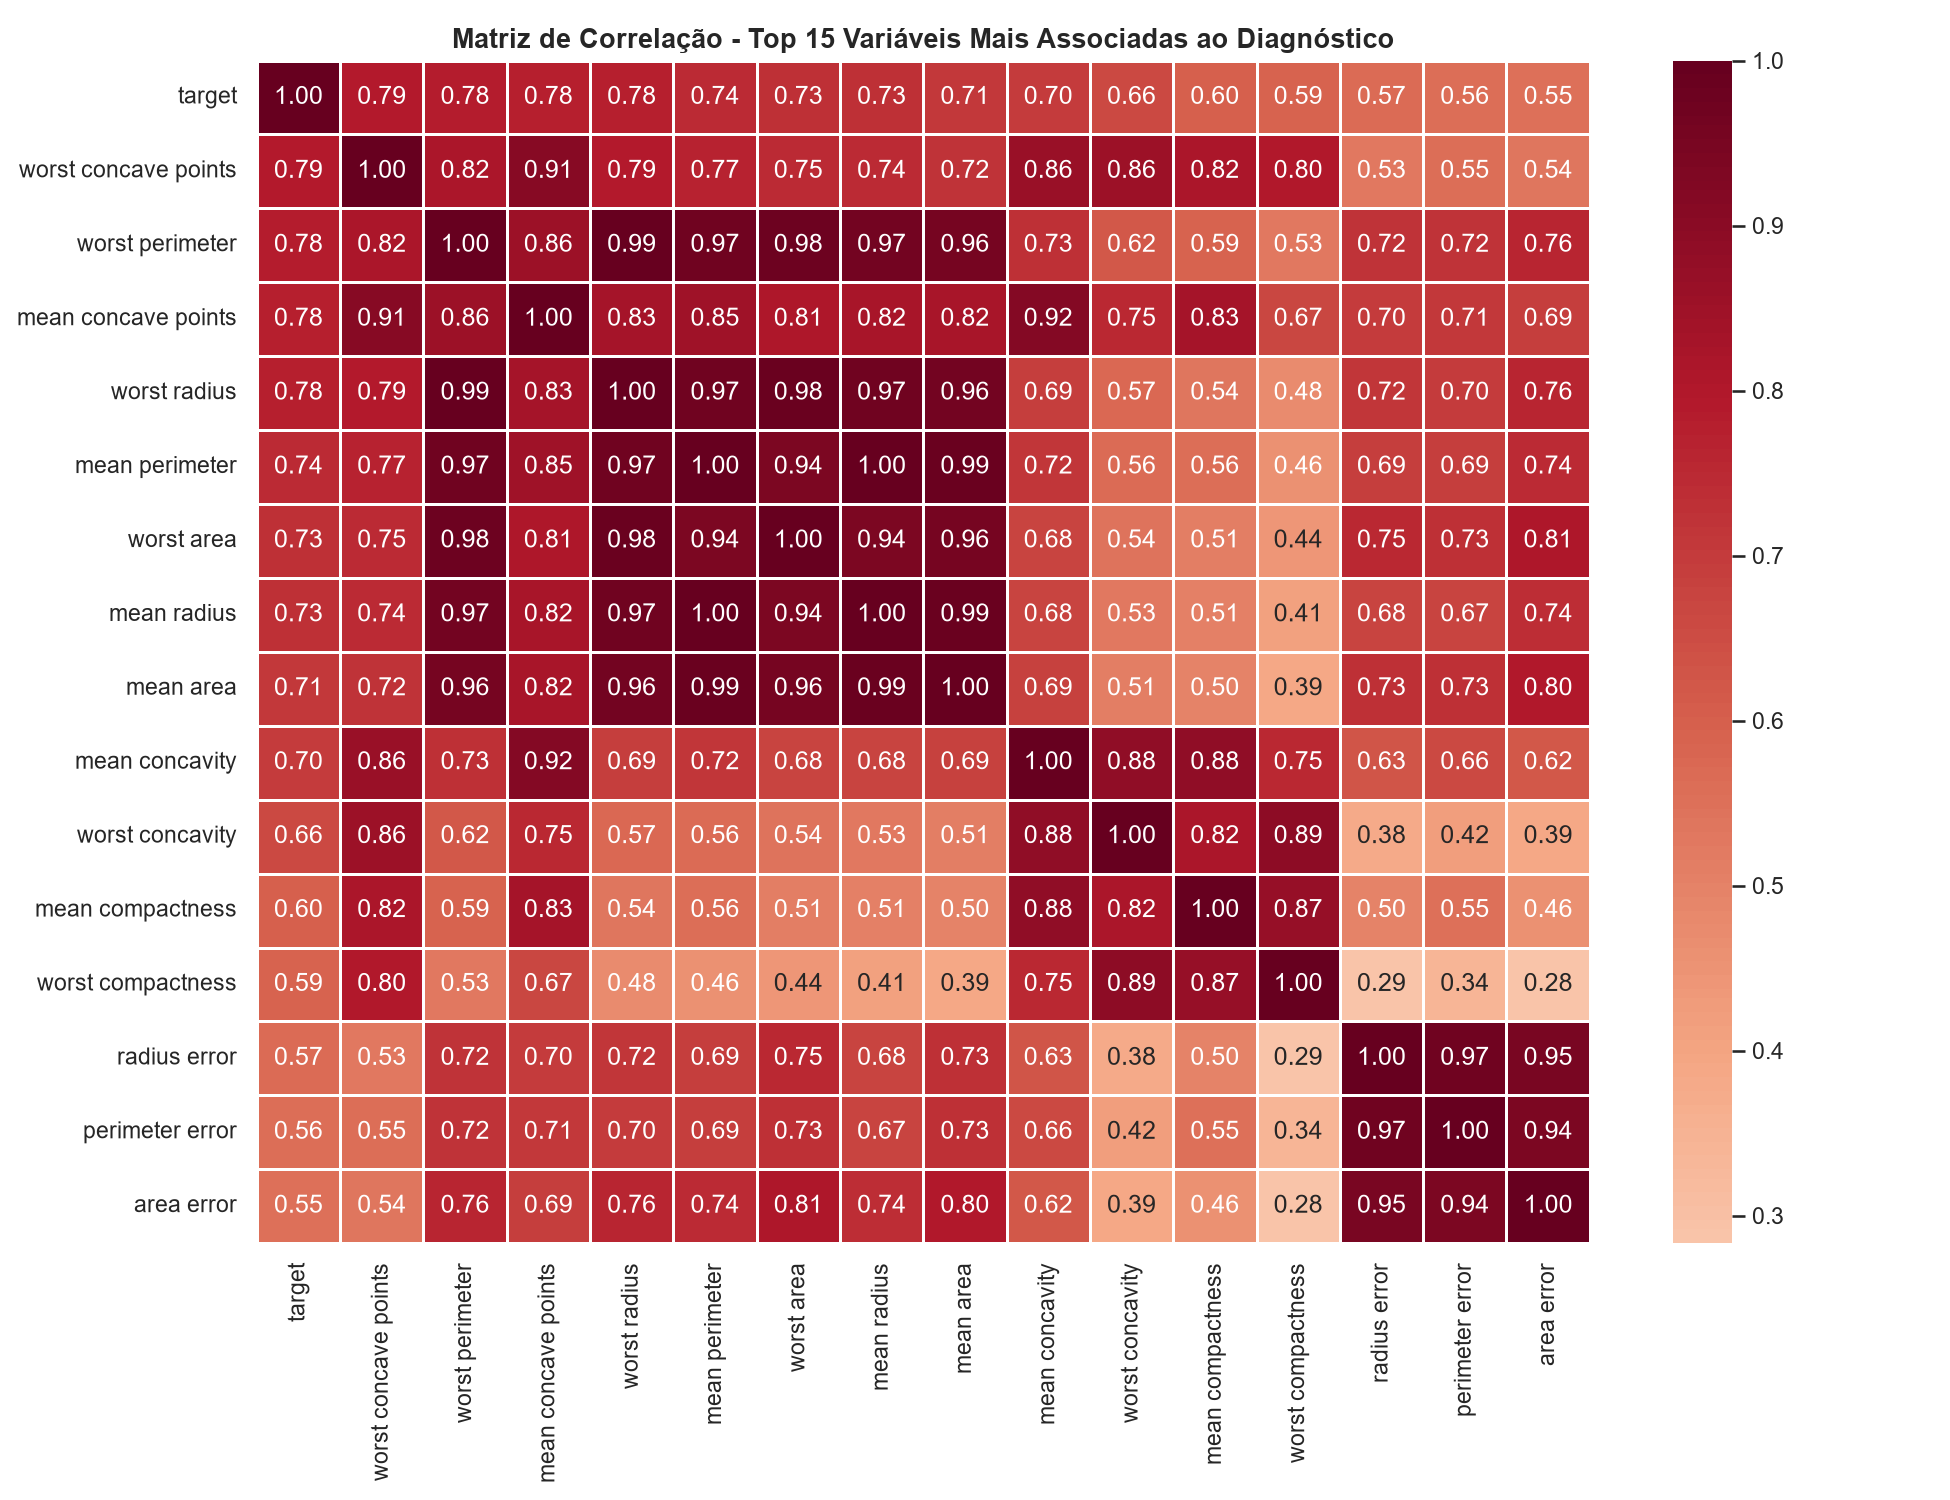 Matriz de Correlação - Top 15 Variáveis Mais Associadas ao Diagnóstico
target 1.00 0.79 0.78 0.78 0.78 0.74 0.73 0.73 0.71 0.70 0.66 0.60 0.59 0.57 0.56 0.55
worst concave points 0.79 1.00 0.82 0.91 0.79 0.77 0.75 0.74 0.72 0.86 0.86 0.82 0.80 0.53 0.55 0.54
worst perimeter 0.78 0.82 1.00 0.86 0.99 0.97 0.98 0.97 0.96 0.73 0.62 0.59 0.53 0.72 0.72 0.76
mean concave points 0.78 0.91 0.86 1.00 0.83 0.85 0.81 0.82 0.82 0.92 0.75 0.83 0.67 0.70 0.71 0.69
worst radius 0.78 0.79 0.99 0.83 1.00 0.97 0.98 0.97 0.96 0.69 0.57 0.54 0.48 0.72 0.70 0.76
mean perimeter 0.74 0.77 0.97 0.85 0.97 1.00 0.94 1.00 0.99 0.72 0.56 0.56 0.46 0.69 0.69 0.74
worst area 0.73 0.75 0.98 0.81 0.98 0.94 1.00 0.94 0.96 0.68 0.54 0.51 0.44 0.75 0.73 0.81
mean radius 0.73 0.74 0.97 0.82 0.97 1.00 0.94 1.00 0.99 0.68 0.53 0.51 0.41 0.68 0.67 0.74
mean area 0.71 0.72 0.96 0.82 0.96 0.99 0.96 0.99 1.00 0.69 0.51 0.50 0.39 0.73 0.73 0.80
mean concavity 0.70 0.86 0.73 0.92 0.69 0.72 0.68 0.68 0.69 1.00 0.88 0.88 0.75 0.63 0.66 0.62
worst concavity 0.66 0.86 0.62 0.75 0.57 0.56 0.54 0.53 0.51 0.88 1.00 0.82 0.89 0.38 0.42 0.39
mean compactness 0.60 0.82 0.59 0.83 0.54 0.56 0.51 0.51 0.50 0.88 0.82 1.00 0.87 0.50 0.55 0.46
worst compactness 0.59 0.80 0.53 0.67 0.48 0.46 0.44 0.41 0.39 0.75 0.89 0.87 1.00 0.29 0.34 0.28
radius error 0.57 0.53 0.72 0.70 0.72 0.69 0.75 0.68 0.73 0.63 0.38 0.50 0.29 1.00 0.97 0.95
perimeter error 0.56 0.55 0.72 0.71 0.70 0.69 0.73 0.67 0.73 0.66 0.42 0.55 0.34 0.97 1.00 0.94
area error 0.55 0.54 0.76 0.69 0.76 0.74 0.81 0.74 0.80 0.62 0.39 0.46 0.28 0.95 0.94 1.00
target
worst concave points
worst perimeter
mean concave points
worst radius
mean perimeter
worst area
mean radius
mean area
mean concavity
worst concavity
mean compactness
worst compactness
radius error
perimeter error
area error
1.0
0.9
0.8
0.7
0.6
0.5
0.4
0.3